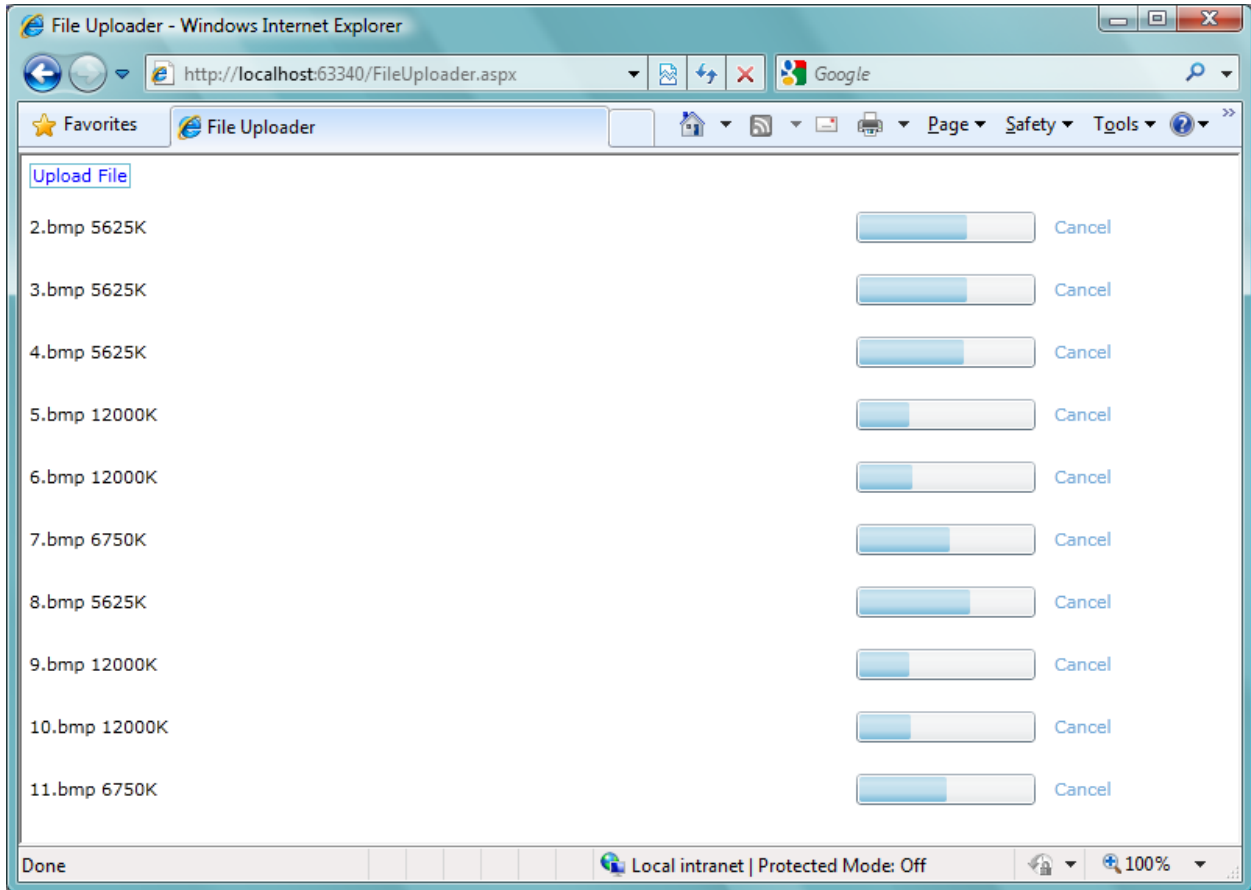 File Uploader - Windows Internet Explorer
http://localhost:63340/FileUploader.aspx
Google
Favorites
File Uploader
Page Safety Tools
Upload File
2.bmp 5625K Cancel
3.bmp 5625K Cancel
4.bmp 5625K Cancel
5.bmp 12000K Cancel
6.bmp 12000K Cancel
7.bmp 6750K Cancel
8.bmp 5625K Cancel
9.bmp 12000K Cancel
10.bmp 12000K Cancel
11.bmp 6750K Cancel
Done Local intranet | Protected Mode: Off 100%